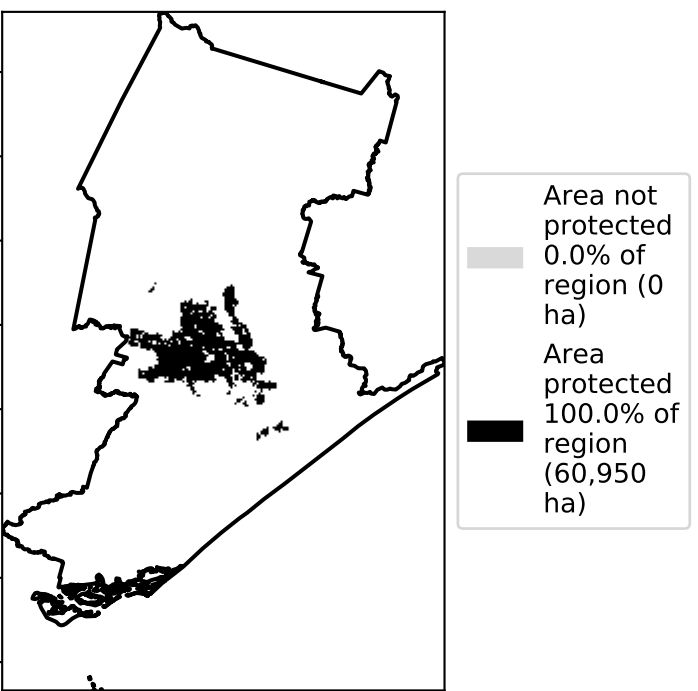 Area not
protected
0.0% of
region (0
ha)
Area
protected
100.0% of
region
(60,950
ha)